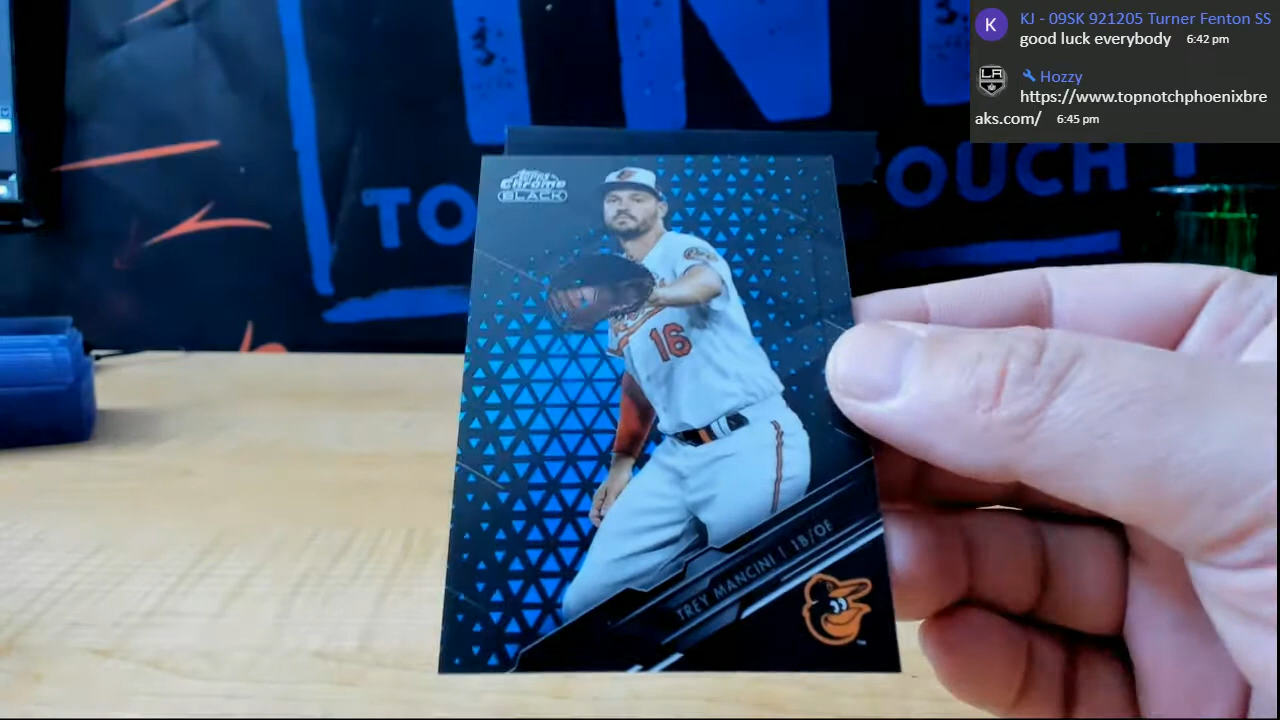 KJ - 09SK 921205 Turner Fenton SS
good luck everybody 6:42 pm
K
Hozzy
https://www.topnotchphoenixbre
aks.com/ 6:45 pm
LA
TOUCH
Topps
Chrome
BLACK
16
TREY MANCINI | 1B/OF